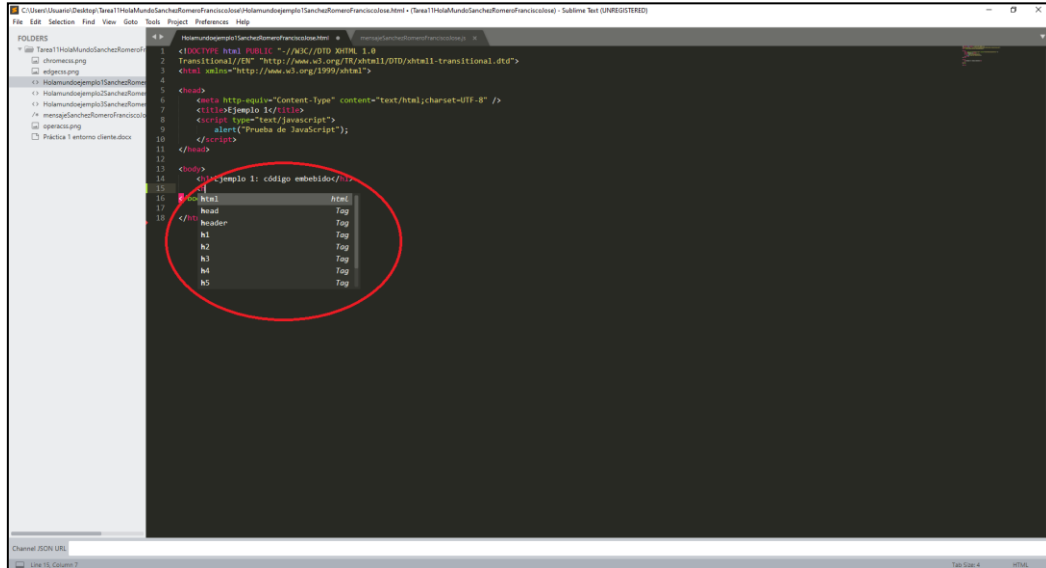 C:\Users\Usuario\Desktop\Tarea11HolaMundoSanchezRomeroFranciscoJose\Holamundoejemplo1SanchezRomeroFranciscoJose.html • (Tarea11HolaMundoSanchezRomeroFranciscoJose) - Sublime Text (UNREGISTERED)
File Edit Selection Find View Goto Tools Project Preferences Help
FOLDERS
Tarea11HolaMundoSanchezRomeroFr
chromecss.png
edgecss.png
Holamundoejemplo1SanchezRomer
Holamundoejemplo2SanchezRomer
Holamundoejemplo3SanchezRomer
/* mensajeSanchezRomeroFranciscoJo
operacss.png
Práctica 1 entorno cliente.docx
Holamundoejemplo1SanchezRomeroFranciscoJose.html
mensajeSanchezRomeroFranciscoJose.js ×
1 <!DOCTYPE html PUBLIC "-//W3C//DTD XHTML 1.0
2 Transitional//EN" "http://www.w3.org/TR/xhtml1/DTD/xhtml1-transitional.dtd">
3 <html xmlns="http://www.w3.org/1999/xhtml">
4
5 <head>
6 <meta http-equiv="Content-Type" content="text/html;charset=UTF-8" />
7 <title>Ejemplo 1</title>
8 <script type="text/javascript">
9 alert("Prueba de JavaScript");
10 </script>
11 </head>
12
13 <body>
14 <h1>Ejemplo 1: código embebido</h1>
15 <h
16 </bo
17
18 </ht
html html
head Tag
header Tag
h1 Tag
h2 Tag
h3 Tag
h4 Tag
h5 Tag
Channel JSON URL
Line 15, Column 7
Tab Size: 4
HTML